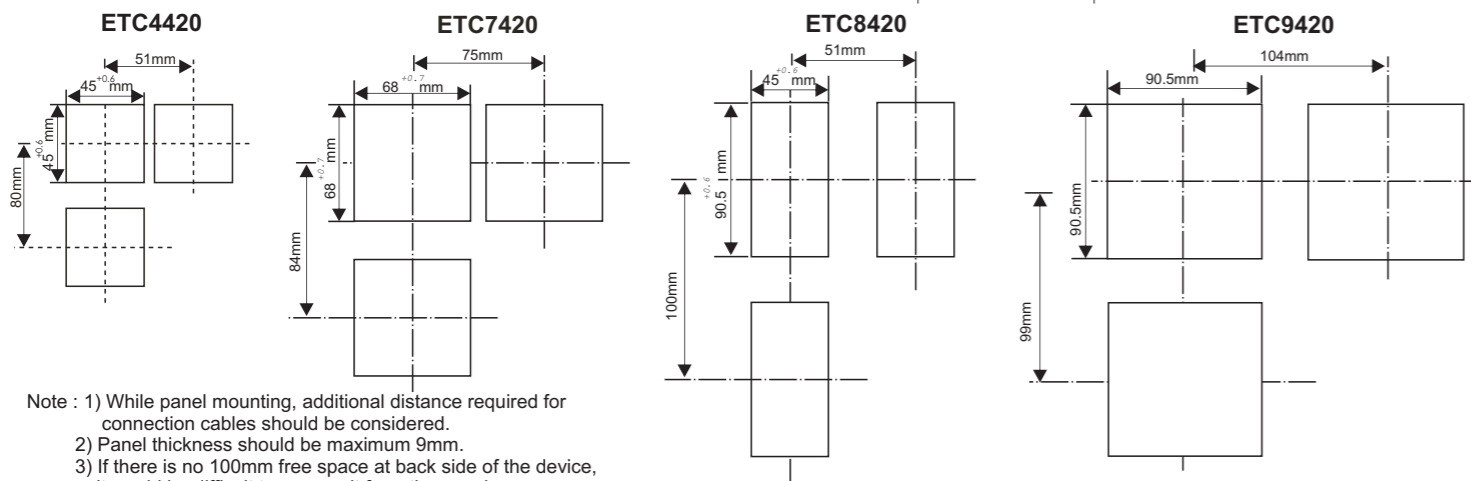 ETC4420
51mm
45+0.6 mm
45+0.6 mm
80mm
ETC7420
75mm
68+0.7 mm
68+0.7 mm
84mm
ETC8420
51mm
45+0.6 mm
90.5+0.6 mm
100mm
ETC9420
104mm
90.5mm
90.5mm
99mm
Note : 1) While panel mounting, additional distance required for
connection cables should be considered.
2) Panel thickness should be maximum 9mm.
3) If there is no 100mm free space at back side of the device,